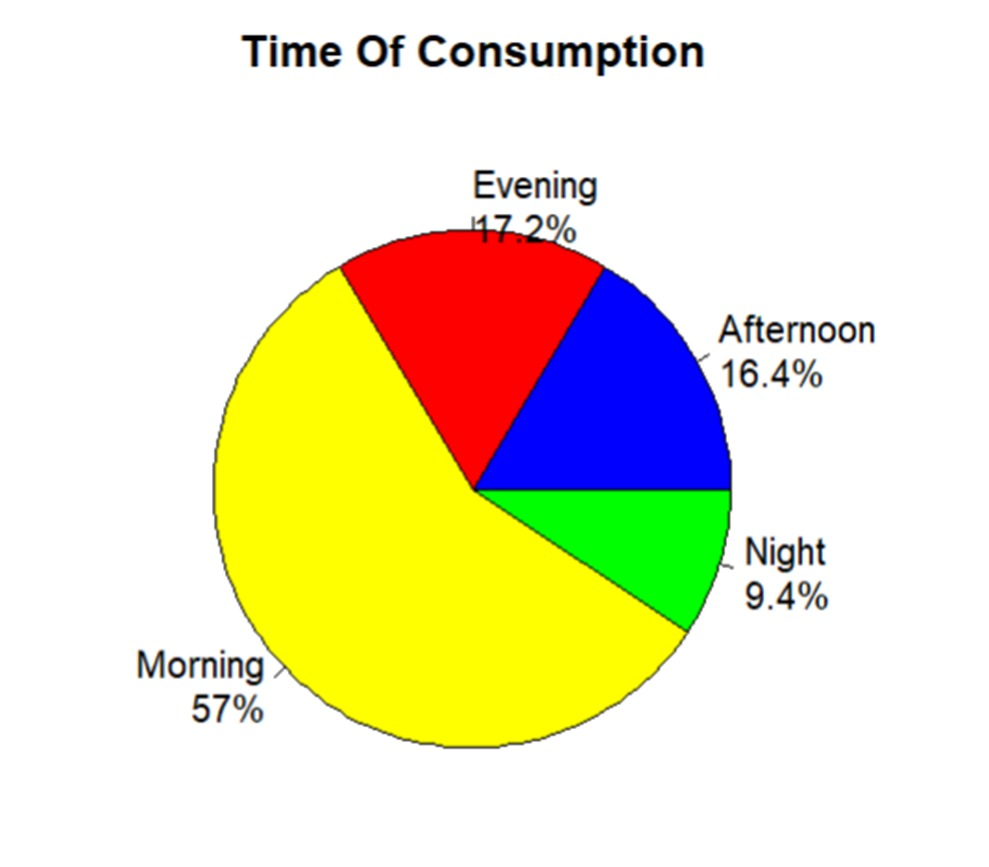 Time Of Consumption
Evening
17.2%
Afternoon
16.4%
Night
9.4%
Morning
57%